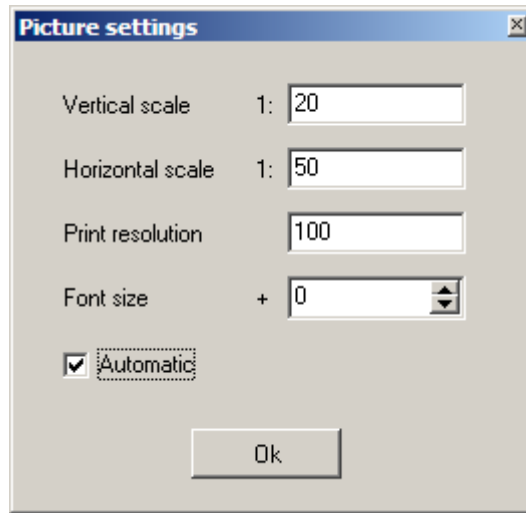 Picture settings
Vertical scale 1: 20
Horizontal scale 1: 50
Print resolution 100
Font size + 0
Automatic
Ok